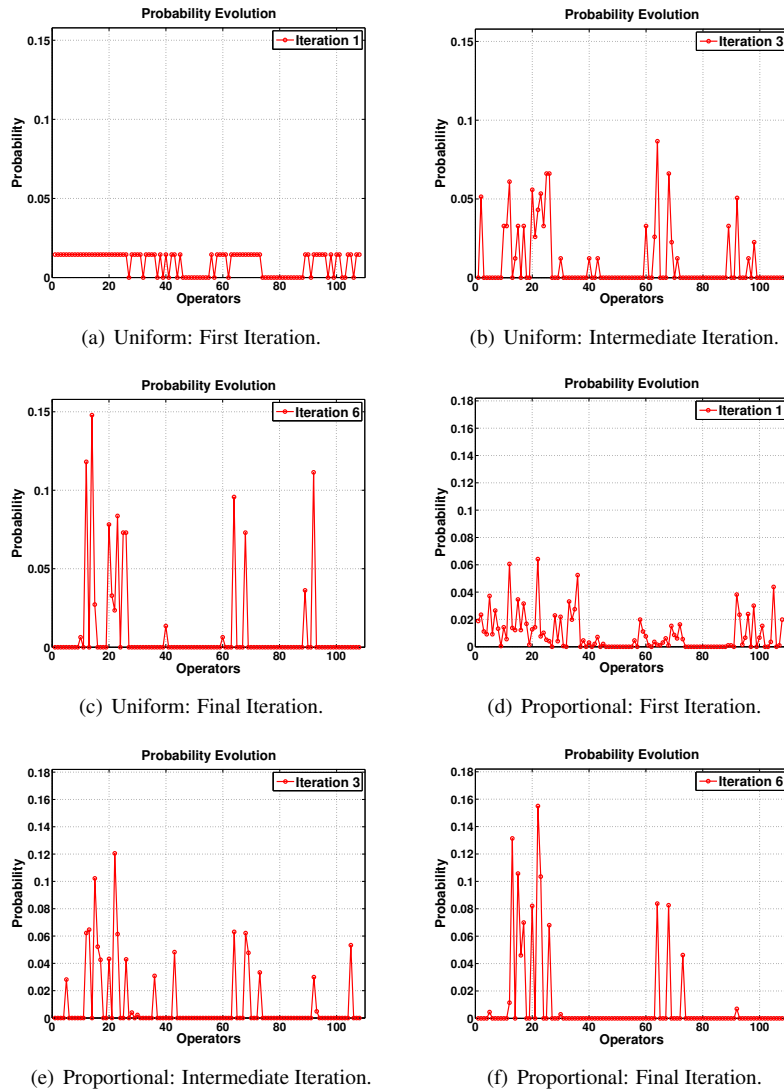 Probability Evolution
Iteration 1
0.15
0.1
0.05
0
Probability
0 20 40 60 80 100
Operators
(a) Uniform: First Iteration.
Probability Evolution
Iteration 3
0.15
0.1
0.05
0
Probability
0 20 40 60 80 100
Operators
(b) Uniform: Intermediate Iteration.
Probability Evolution
Iteration 6
0.15
0.1
0.05
0
Probability
0 20 40 60 80 100
Operators
(c) Uniform: Final Iteration.
Probability Evolution
Iteration 1
0.18
0.16
0.14
0.12
0.1
0.08
0.06
0.04
0.02
0
Probability
0 20 40 60 80 100
Operators
(d) Proportional: First Iteration.
Probability Evolution
Iteration 3
0.18
0.16
0.14
0.12
0.1
0.08
0.06
0.04
0.02
0
Probability
0 20 40 60 80 100
Operators
(e) Proportional: Intermediate Iteration.
Probability Evolution
Iteration 6
0.18
0.16
0.14
0.12
0.1
0.08
0.06
0.04
0.02
0
Probability
0 20 40 60 80 100
Operators
(f) Proportional: Final Iteration.